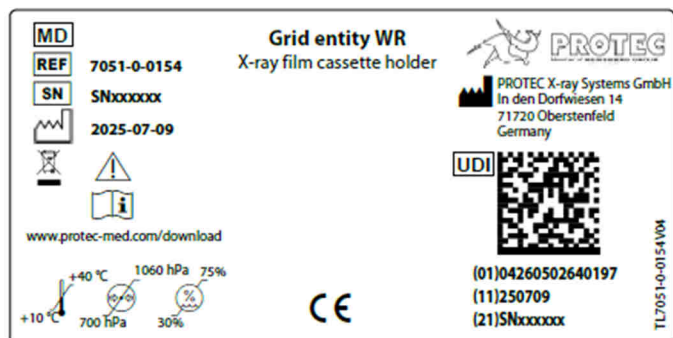 MD
REF 7051-0-0154
SN SNxxxxxx
2025-07-09
www.protec-med.com/download
+10 °C +40 °C
700 hPa 1060 hPa
% 30% 75%
Grid entity WR
X-ray film cassette holder
CE
PROTEC
PROTEC X-ray Systems GmbH
In den Dorfwiesen 14
71720 Oberstenfeld
Germany
UDI
(01)04260502640197
(11)250709
(21)SNxxxxxx
TL7051-0-0154V04